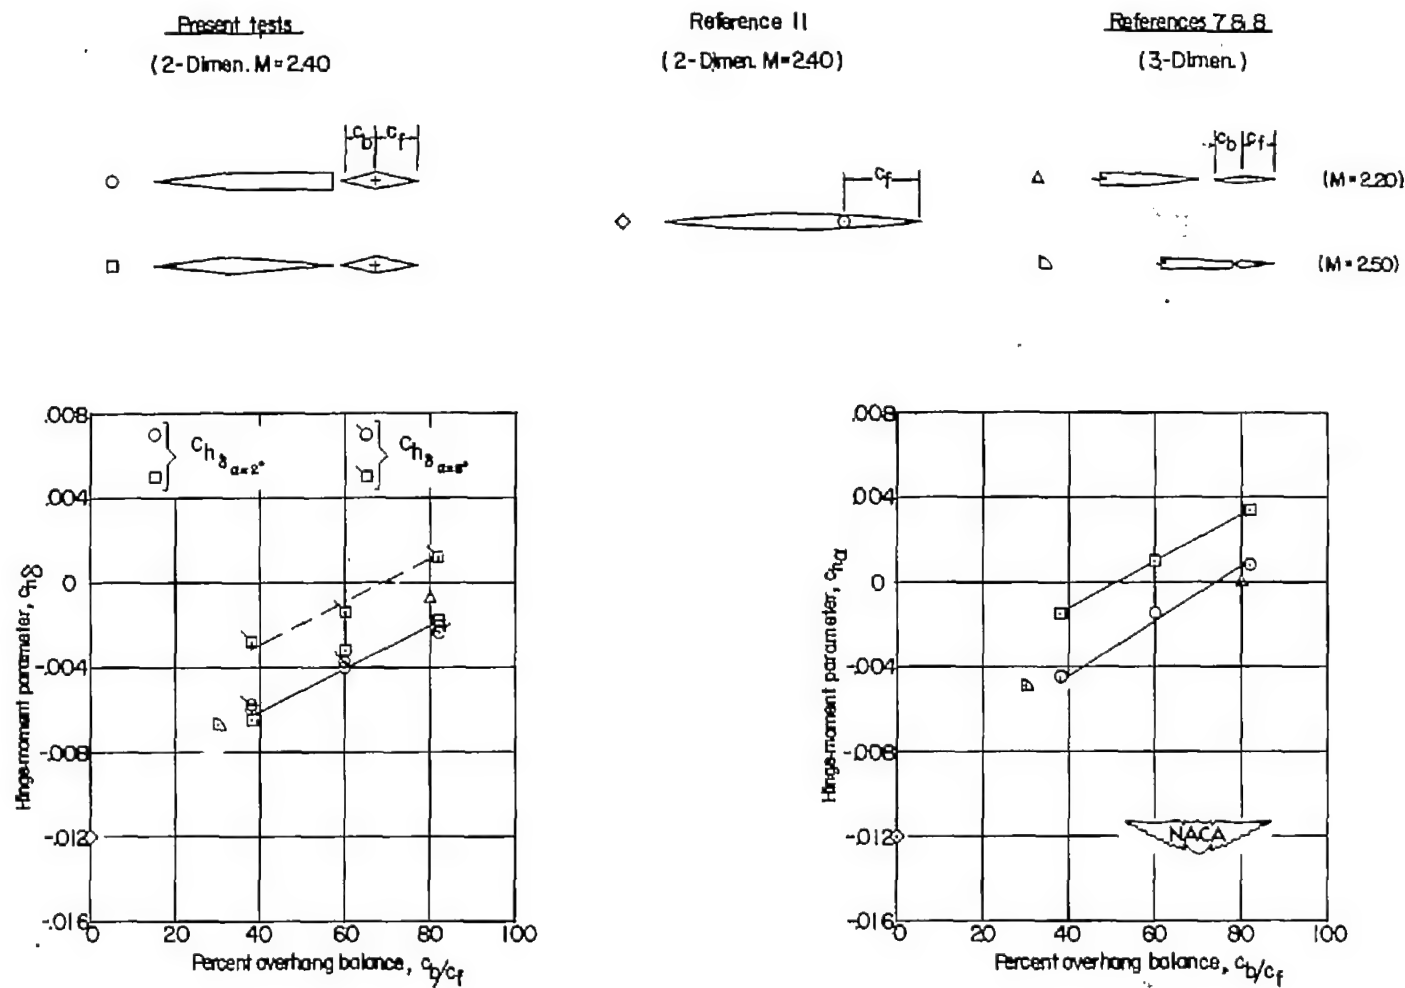 Present tests
(2-Dimen. M=2.40
Reference 11
(2-Dimen. M=2.40)
References 7 & 8
(3-Dimen.)
c_b c_f
c_f
c_b c_f
(M=2.20)
(M=2.50)
.008
.004
0
-.004
-.008
-.012
-.016
Hinge-moment parameter, c_hδ
c_hδ α=2°
c_hδ
0 20 40 60 80 100
Percent overhang balance, c_b/c_f
.008
.004
0
-.004
-.008
-.012
-.016
Hinge-moment parameter, c_hα
NACA
0 20 40 60 80 100
Percent overhang balance, c_b/c_f